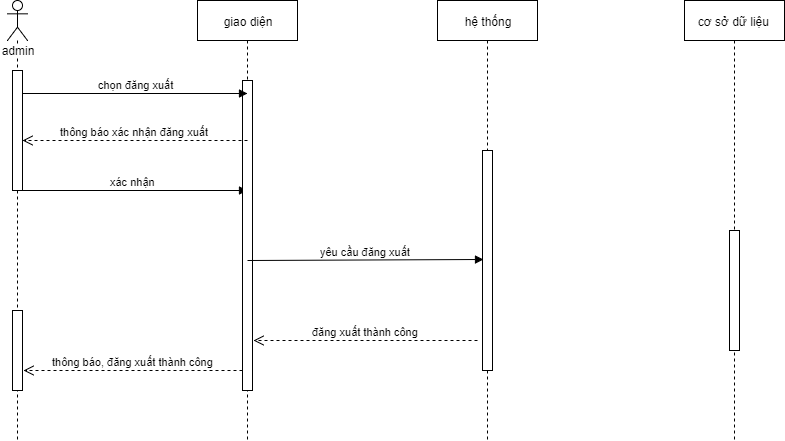 giao diện
hệ thống
cơ sở dữ liệu
admin
chọn đăng xuất
thông báo xác nhận đăng xuất
xác nhận
yêu cầu đăng xuất
đăng xuất thành công
thông báo, đăng xuất thành công